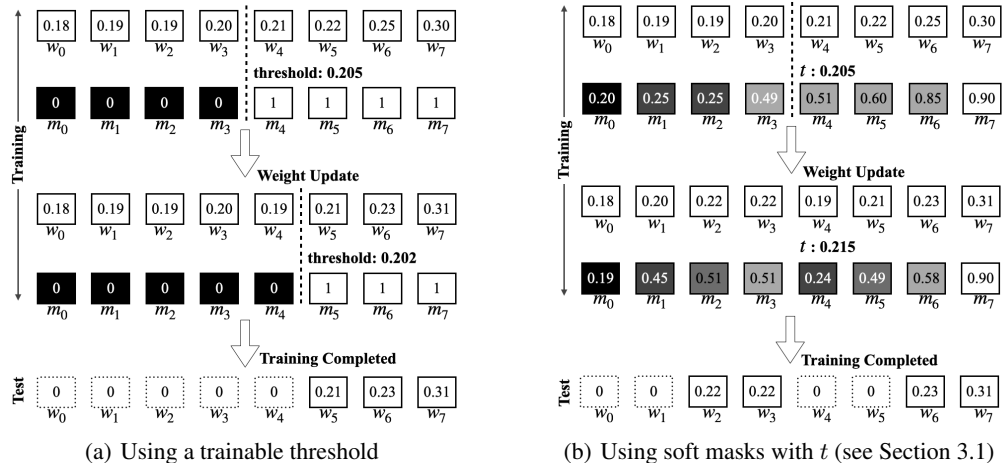 0.18 0.19 0.19 0.20 0.21 0.22 0.25 0.30
w0 w1 w2 w3 w4 w5 w6 w7
threshold: 0.205
0 0 0 0 1 1 1 1
m0 m1 m2 m3 m4 m5 m6 m7
Training
Weight Update
0.18 0.19 0.19 0.20 0.19 0.21 0.23 0.31
w0 w1 w2 w3 w4 w5 w6 w7
threshold: 0.202
0 0 0 0 0 1 1 1
m0 m1 m2 m3 m4 m5 m6 m7
Training Completed
Test
0 0 0 0 0 0.21 0.23 0.31
w0 w1 w2 w3 w4 w5 w6 w7
(a) Using a trainable threshold
0.18 0.19 0.19 0.20 0.21 0.22 0.25 0.30
w0 w1 w2 w3 w4 w5 w6 w7
t : 0.205
0.20 0.25 0.25 0.49 0.51 0.60 0.85 0.90
m0 m1 m2 m3 m4 m5 m6 m7
Training
Weight Update
0.18 0.20 0.22 0.22 0.19 0.21 0.23 0.31
w0 w1 w2 w3 w4 w5 w6 w7
t : 0.215
0.19 0.45 0.51 0.51 0.24 0.49 0.58 0.90
m0 m1 m2 m3 m4 m5 m6 m7
Training Completed
Test
0 0 0.22 0.22 0 0 0.23 0.31
w0 w1 w2 w3 w4 w5 w6 w7
(b) Using soft masks with t (see Section 3.1)